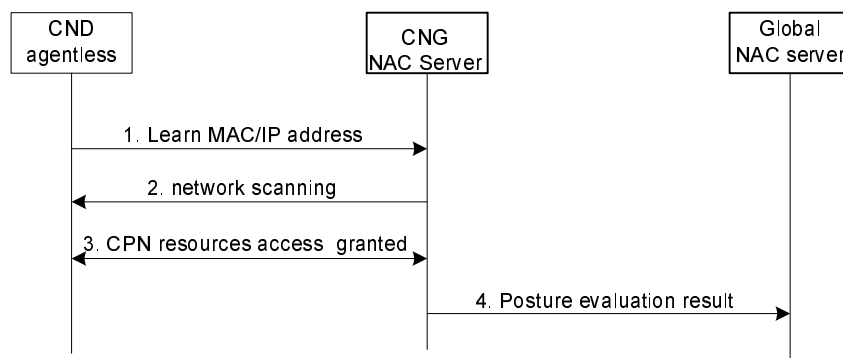 CND
agentless
CNG
NAC Server
Global
NAC server
1. Learn MAC/IP address
2. network scanning
3. CPN resources access granted
4. Posture evaluation result